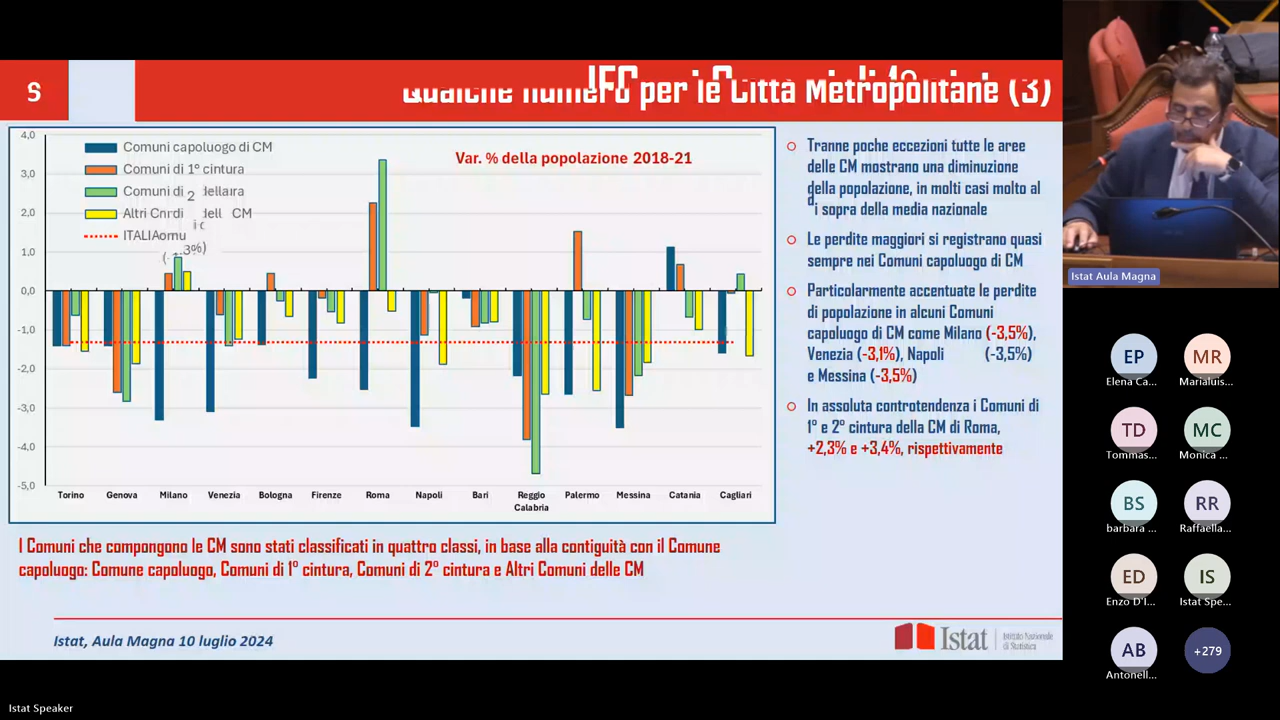 S
per le Città Metropolitane (3)
4,0
3,0
2,0
1,0
0,0
-1,0
-2,0
-3,0
-4,0
-5,0
Comuni capoluogo di CM
Comuni di 1° cintura
Comuni di 2
Altri CM
ITALIA
Var. % della popolazione 2018-21
Torino Genova Milano Venezia Bologna Firenze Roma Napoli Bari Reggio Calabria Palermo Messina Catania Cagliari
Tranne poche eccezioni tutte le aree
delle CM mostrano una diminuzione
della popolazione, in molti casi molto al
di sopra della media nazionale
Le perdite maggiori si registrano quasi
sempre nei Comuni capoluogo di CM
Particolarmente accentuate le perdite
di popolazione in alcuni Comuni
capoluogo di CM come Milano (-3,5%),
Venezia (-3,1%), Napoli (-3,5%)
e Messina (-3,5%)
In assoluta controtendenza i Comuni di
1° e 2° cintura della CM di Roma,
+2,3% e +3,4%, rispettivamente
I Comuni che compongono le CM sono stati classificati in quattro classi, in base alla contiguità con il Comune
capoluogo: Comune capoluogo, Comuni di 1° cintura, Comuni di 2° cintura e Altri Comuni delle CM
Istat, Aula Magna 10 luglio 2024
Istat
Istituto Nazionale
di Statistica
Istat Aula Magna
EP MR
Elena Ca... Marialuis...
TD MC
Tommas... Monica ...
BS RR
barbara ... Raffaella...
ED IS
Enzo D'I... Istat Spe...
AB +279
Antonell...
Istat Speaker